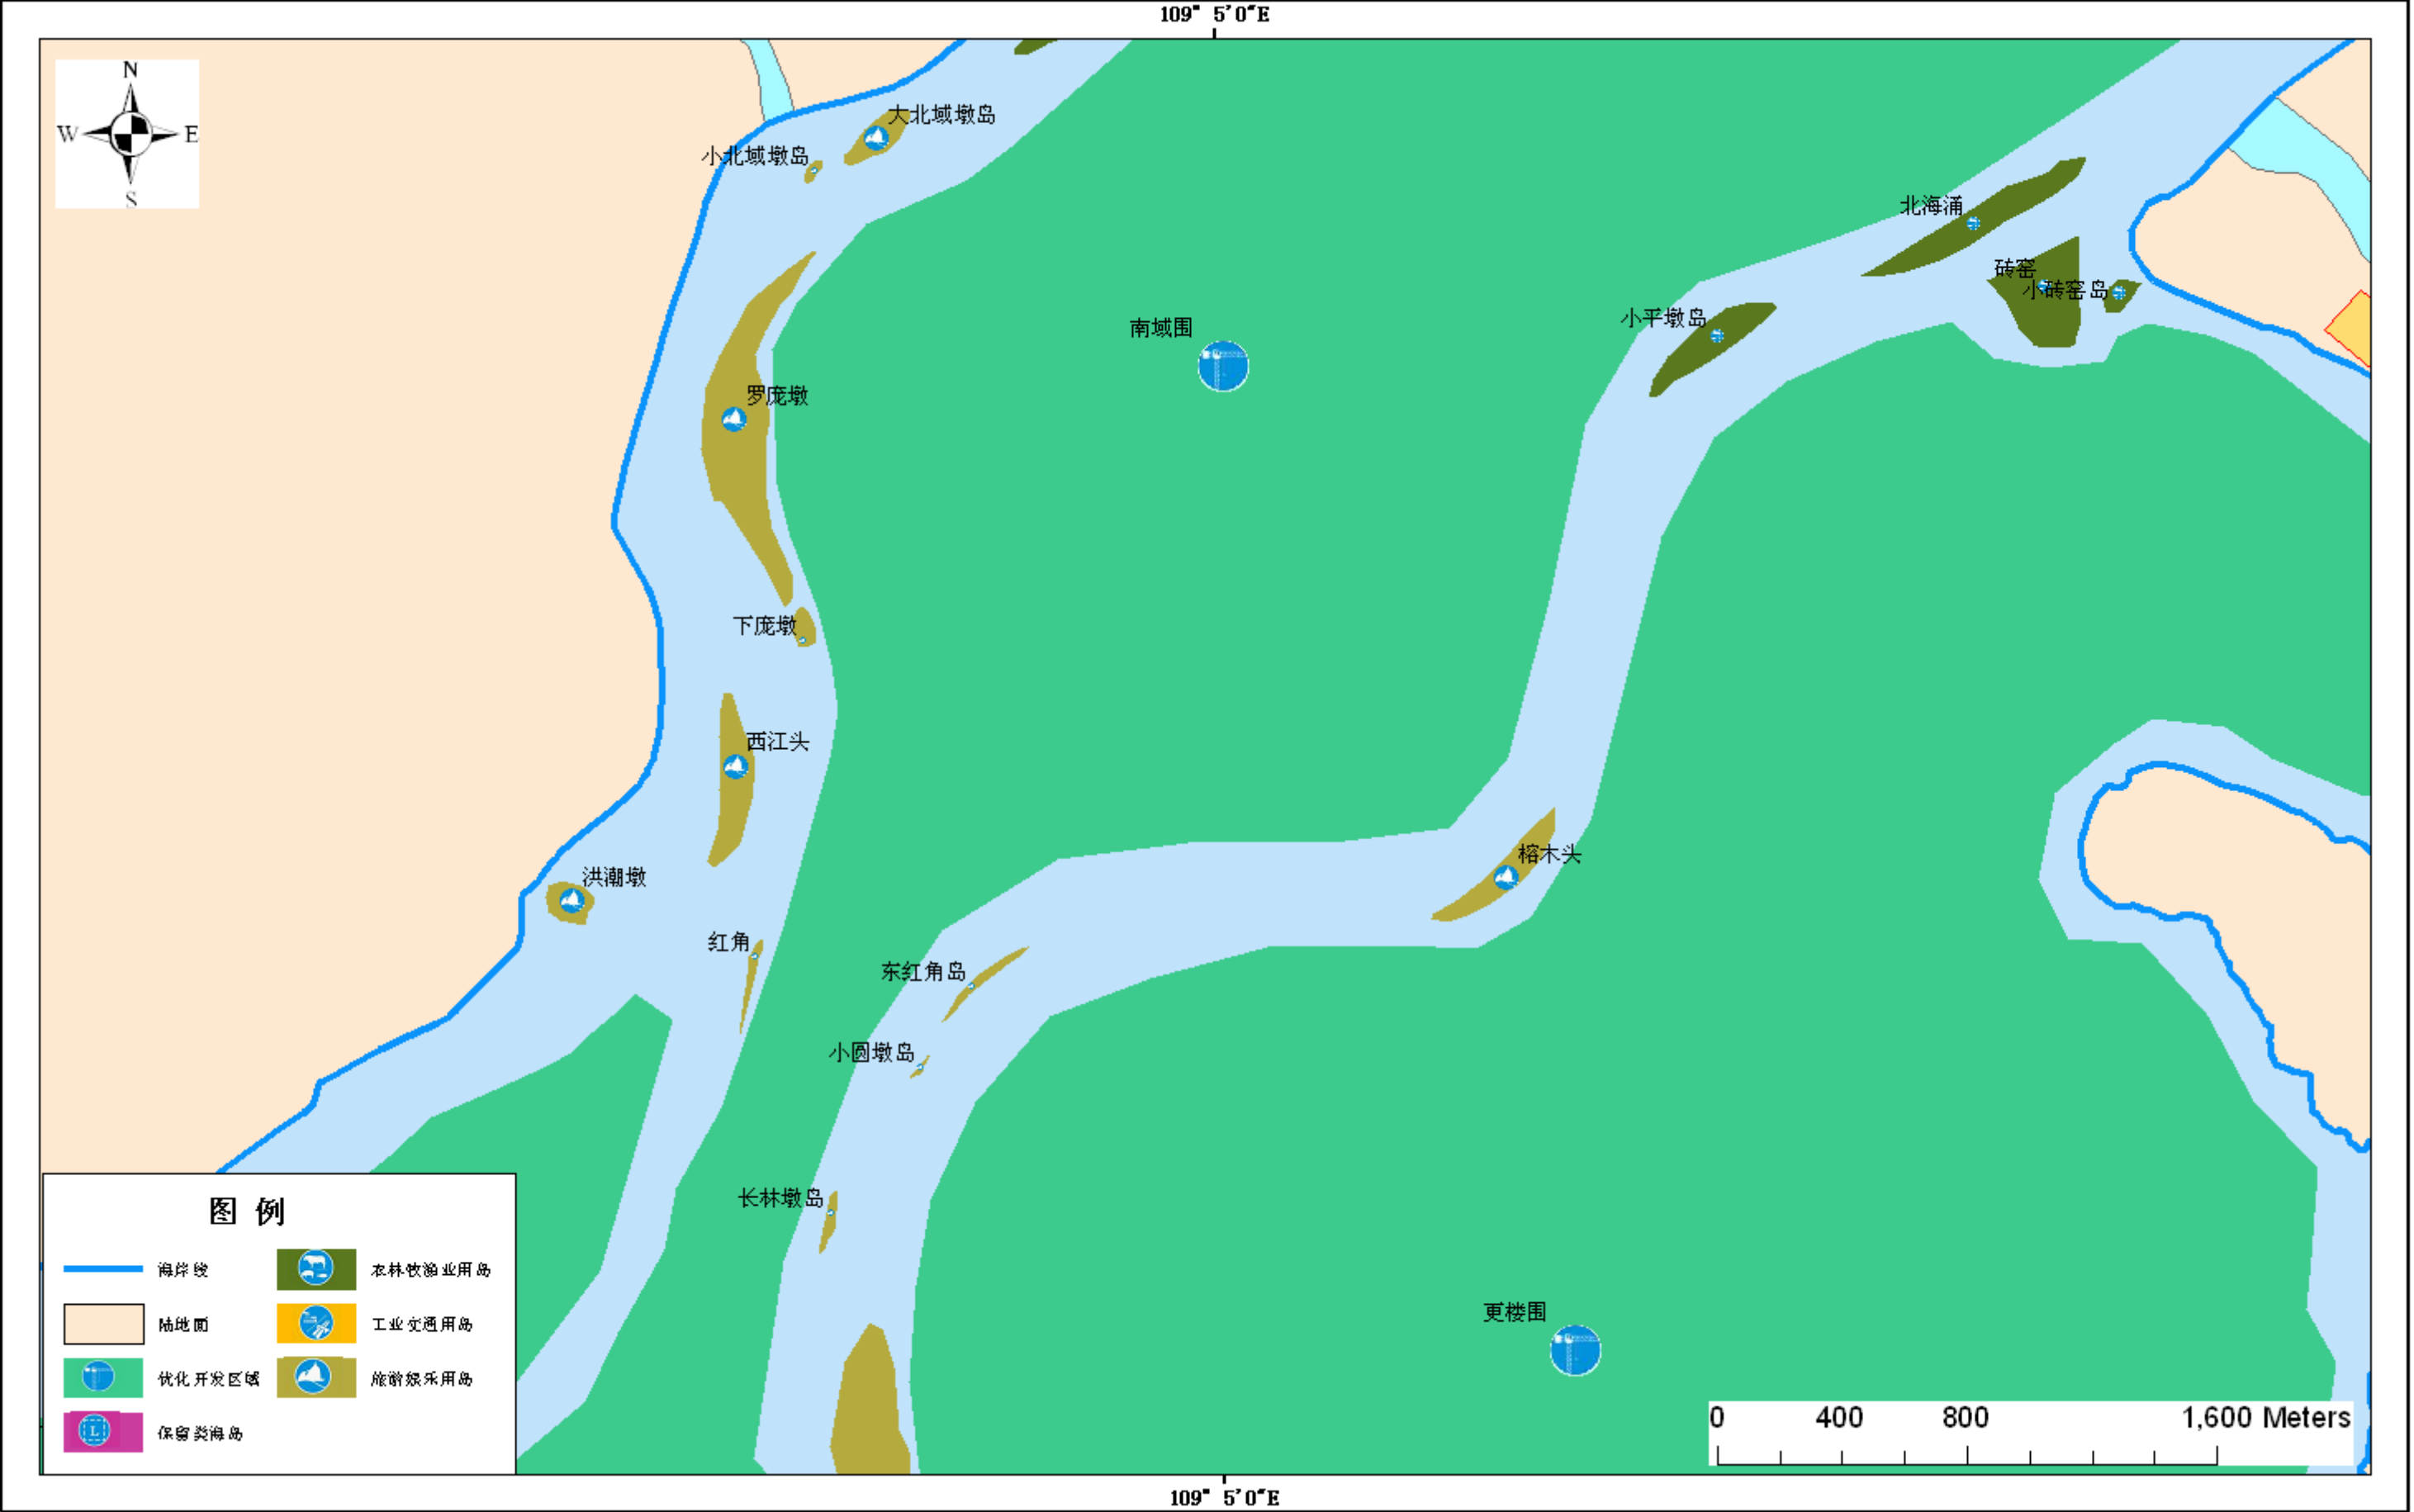 109° 5'0"E
N
W E
S
大北域墩岛
小北域墩岛
北海涌
砖窑
小砖窑岛
小平墩岛
南域围
罗庞墩
下庞墩
西江头
榕木头
洪潮墩
红角
东红角岛
小圆墩岛
长林墩岛
更楼围
图 例
海岸线
农林牧渔业用岛
陆地面
工业交通用岛
优化开发区域
旅游娱乐用岛
L
保留类海岛
0 400 800 1,600 Meters
109° 5'0"E